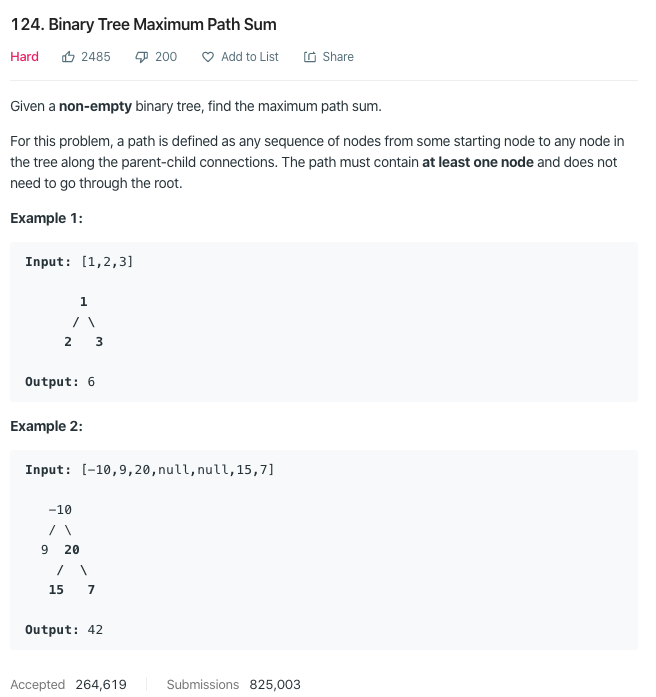 124. Binary Tree Maximum Path Sum
Hard 2485 200 Add to List Share
Given a non-empty binary tree, find the maximum path sum.
For this problem, a path is defined as any sequence of nodes from some starting node to any node in
the tree along the parent-child connections. The path must contain at least one node and does not
need to go through the root.
Example 1:
Input: [1,2,3]
1
/ \
2 3
Output: 6
Example 2:
Input: [−10,9,20,null,null,15,7]
−10
/ \
9 20
/ \
15 7
Output: 42
Accepted 264,619 Submissions 825,003